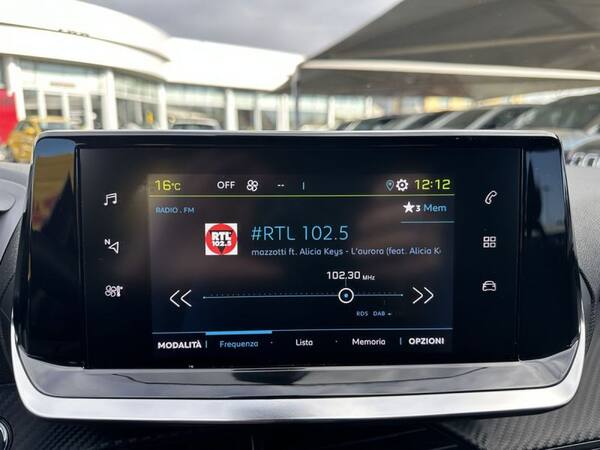 16°C OFF -- 12:12
RADIO . FM
★3 Mem
N
RTL
102.5
#RTL 102.5
mazzotti ft. Alicia Keys - L'aurora (feat. Alicia K
102,30 MHz
RDS DAB
MODALITÀ Frequenza Lista Memoria OPZIONI